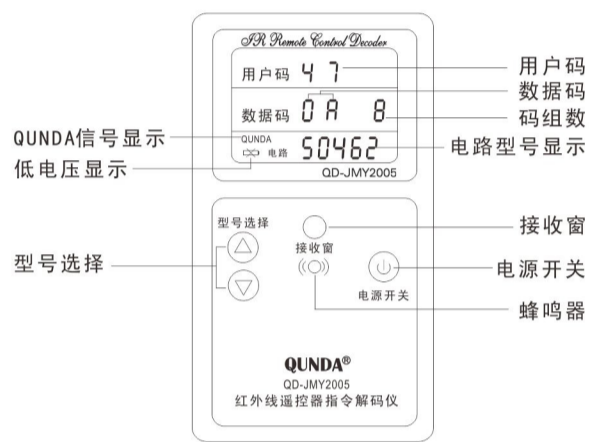 IR Remote Control Decoder
用户码 47
用户码
数据码
数据码 0A 8
码组数
QUNDA信号显示
QUNDA
电路 50462
电路型号显示
低电压显示
QD-JMY2005
型号选择
接收窗
接收窗
型号选择
电源开关
电源开关
蜂鸣器
QUNDA®
QD-JMY2005
红外线遥控器指令解码仪